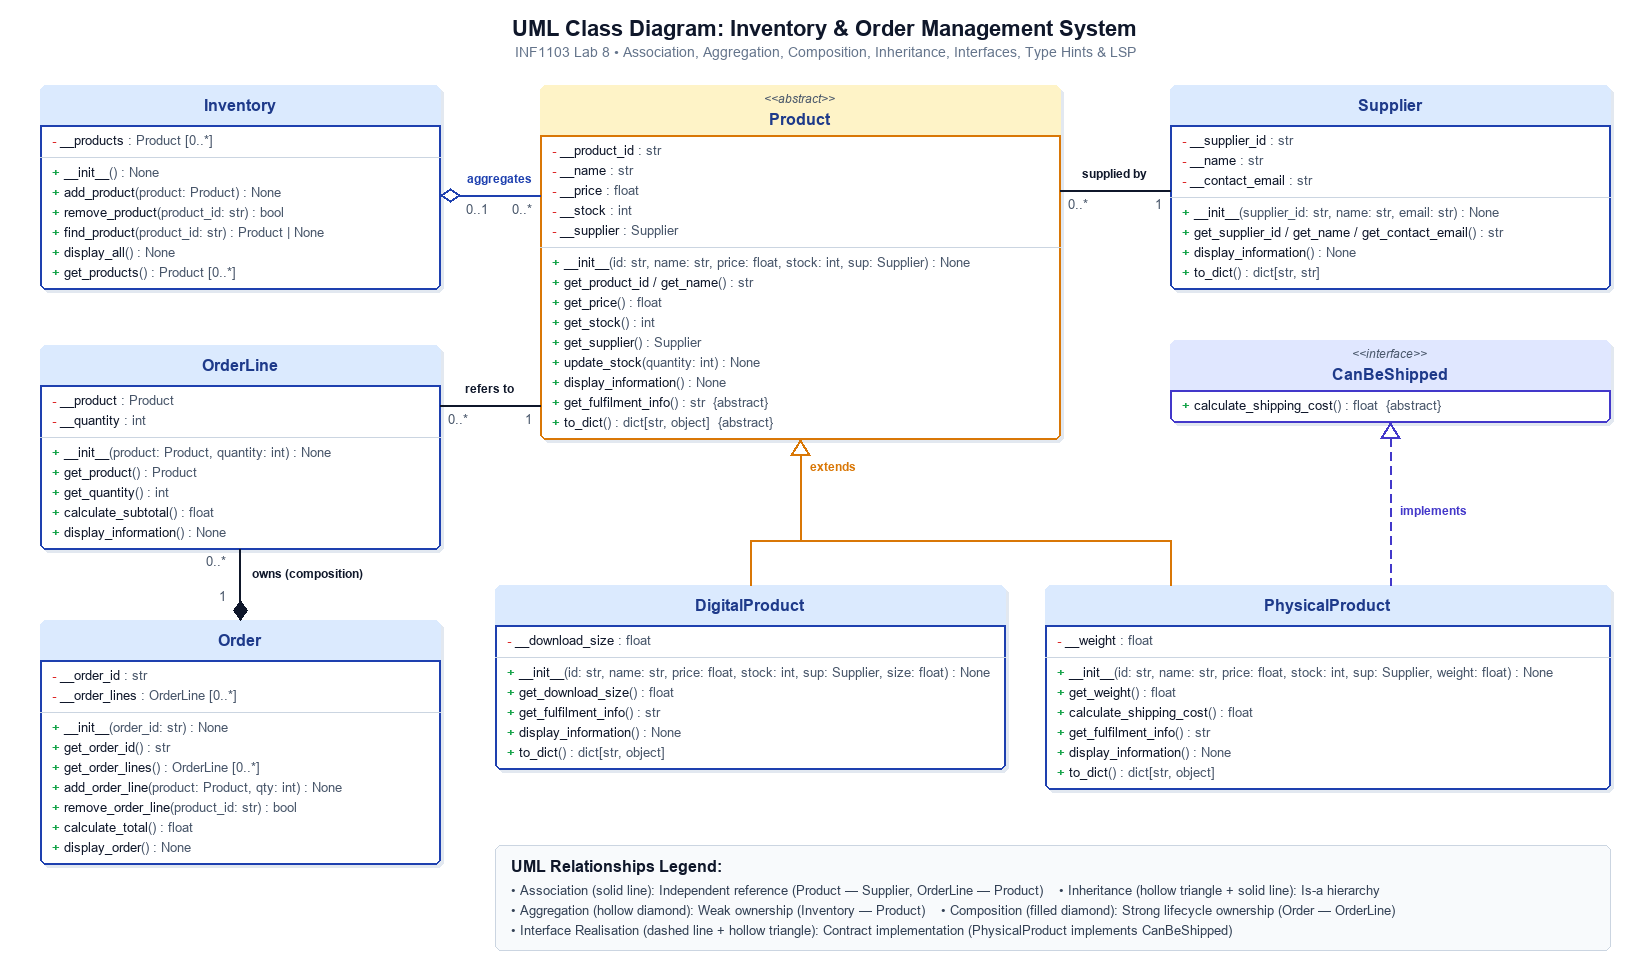 UML Class Diagram: Inventory & Order Management System
INF1103 Lab 8 • Association, Aggregation, Composition, Inheritance, Interfaces, Type Hints & LSP
Inventory
- __products : Product [0..*]
+ __init__() : None
+ add_product(product: Product) : None
+ remove_product(product_id: str) : bool
+ find_product(product_id: str) : Product | None
+ display_all() : None
+ get_products() : Product [0..*]
aggregates
0..1 0..*
<<abstract>>
Product
- __product_id : str
- __name : str
- __price : float
- __stock : int
- __supplier : Supplier
+ __init__(id: str, name: str, price: float, stock: int, sup: Supplier) : None
+ get_product_id / get_name() : str
+ get_price() : float
+ get_stock() : int
+ get_supplier() : Supplier
+ update_stock(quantity: int) : None
+ display_information() : None
+ get_fulfilment_info() : str {abstract}
+ to_dict() : dict[str, object] {abstract}
supplied by
0..* 1
Supplier
- __supplier_id : str
- __name : str
- __contact_email : str
+ __init__(supplier_id: str, name: str, email: str) : None
+ get_supplier_id / get_name / get_contact_email() : str
+ display_information() : None
+ to_dict() : dict[str, str]
OrderLine
- __product : Product
- __quantity : int
+ __init__(product: Product, quantity: int) : None
+ get_product() : Product
+ get_quantity() : int
+ calculate_subtotal() : float
+ display_information() : None
refers to
0..* 1
<<interface>>
CanBeShipped
+ calculate_shipping_cost() : float {abstract}
extends
implements
0..*
owns (composition)
1
Order
- __order_id : str
- __order_lines : OrderLine [0..*]
+ __init__(order_id: str) : None
+ get_order_id() : str
+ get_order_lines() : OrderLine [0..*]
+ add_order_line(product: Product, qty: int) : None
+ remove_order_line(product_id: str) : bool
+ calculate_total() : float
+ display_order() : None
DigitalProduct
- __download_size : float
+ __init__(id: str, name: str, price: float, stock: int, sup: Supplier, size: float) : None
+ get_download_size() : float
+ get_fulfilment_info() : str
+ display_information() : None
+ to_dict() : dict[str, object]
PhysicalProduct
- __weight : float
+ __init__(id: str, name: str, price: float, stock: int, sup: Supplier, weight: float) : None
+ get_weight() : float
+ calculate_shipping_cost() : float
+ get_fulfilment_info() : str
+ display_information() : None
+ to_dict() : dict[str, object]
UML Relationships Legend:
• Association (solid line): Independent reference (Product — Supplier, OrderLine — Product) • Inheritance (hollow triangle + solid line): Is-a hierarchy
• Aggregation (hollow diamond): Weak ownership (Inventory — Product) • Composition (filled diamond): Strong lifecycle ownership (Order — OrderLine)
• Interface Realisation (dashed line + hollow triangle): Contract implementation (PhysicalProduct implements CanBeShipped)